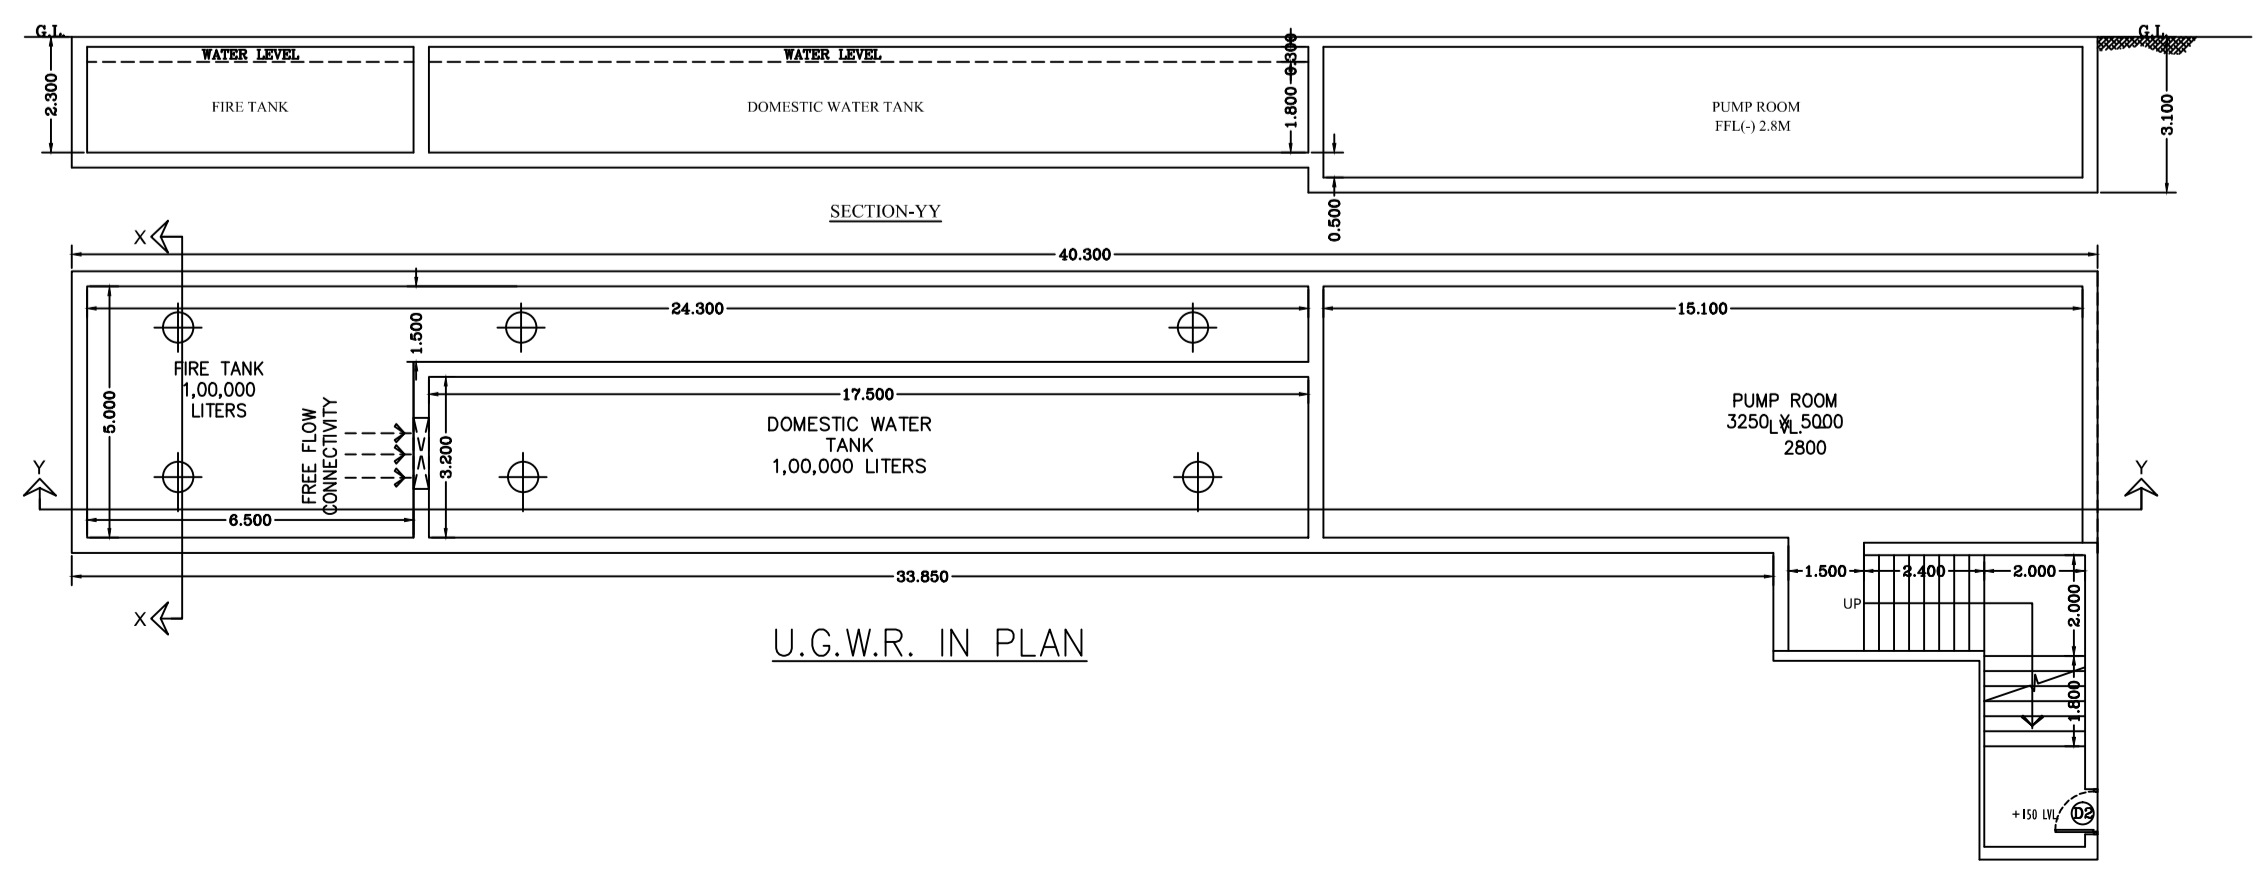 G.L.
G.L.
WATER LEVEL
WATER LEVEL
0.300
2.300
FIRE TANK
DOMESTIC WATER TANK
1.800
PUMP ROOM
FFL(-) 2.8M
3.100
SECTION-YY
0.500
X
40.300
24.300
15.100
1.500
FIRE TANK
1,00,000
LITERS
5.000
FREE FLOW
CONNECTIVITY
17.500
3.200
DOMESTIC WATER
TANK
1,00,000 LITERS
PUMP ROOM
3250 X 5000
LVL. -
2800
Y
Y
6.500
33.850
1.500
2.400
2.000
UP
2.000
X
U.G.W.R. IN PLAN
1.800
+150 LVL
D2